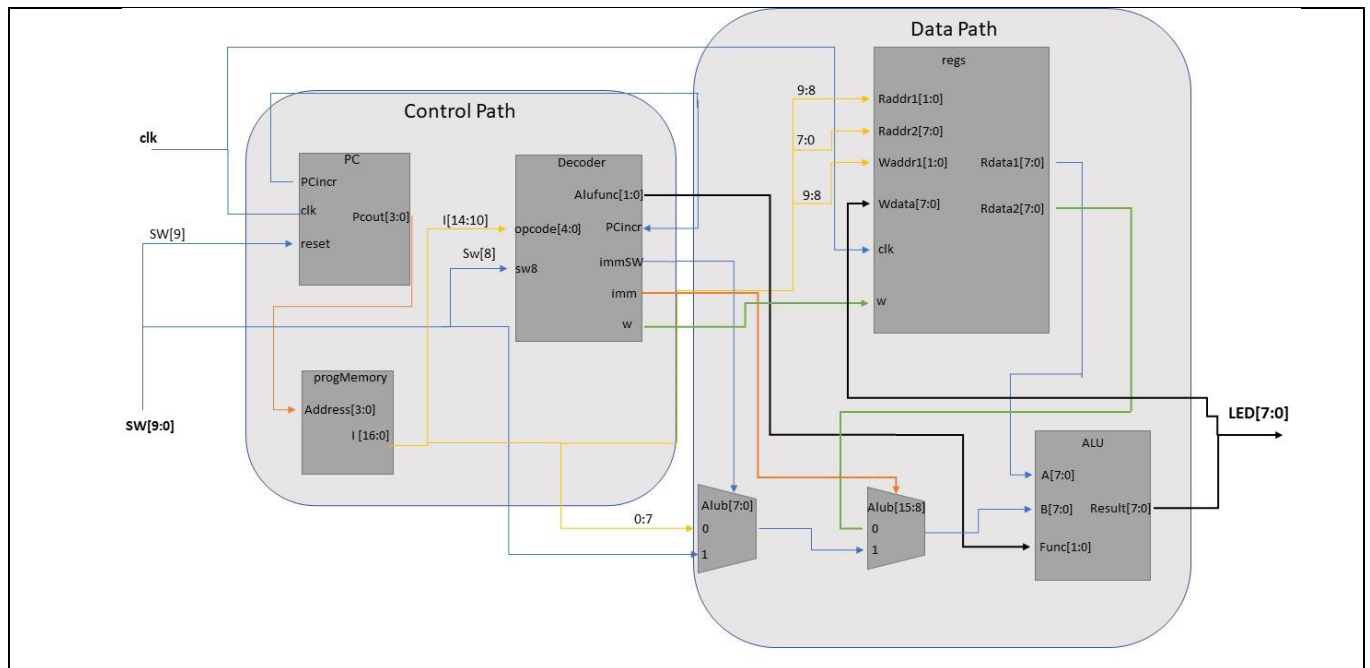 Data Path
regs
9:8
Raddr1[1:0]
Control Path
clk
7:0
Raddr2[7:0]
PC
Decoder
Waddr1[1:0]
Rdata1[7:0]
PCincr
9:8
Alufunc[1:0]
Wdata[7:0]
Rdata2[7:0]
clk
Pcout[3:0]
I[14:10]
opcode[4:0]
PCincr
SW[9]
reset
Sw[8]
sw8
immSW
clk
imm
w
w
progMemory
Address[3:0]
SW[9:0]
I [16:0]
LED[7:0]
ALU
A[7:0]
Alub[7:0]
Alub[15:8]
B[7:0]
Result[7:0]
0:7
0
0
1
1
Func[1:0]